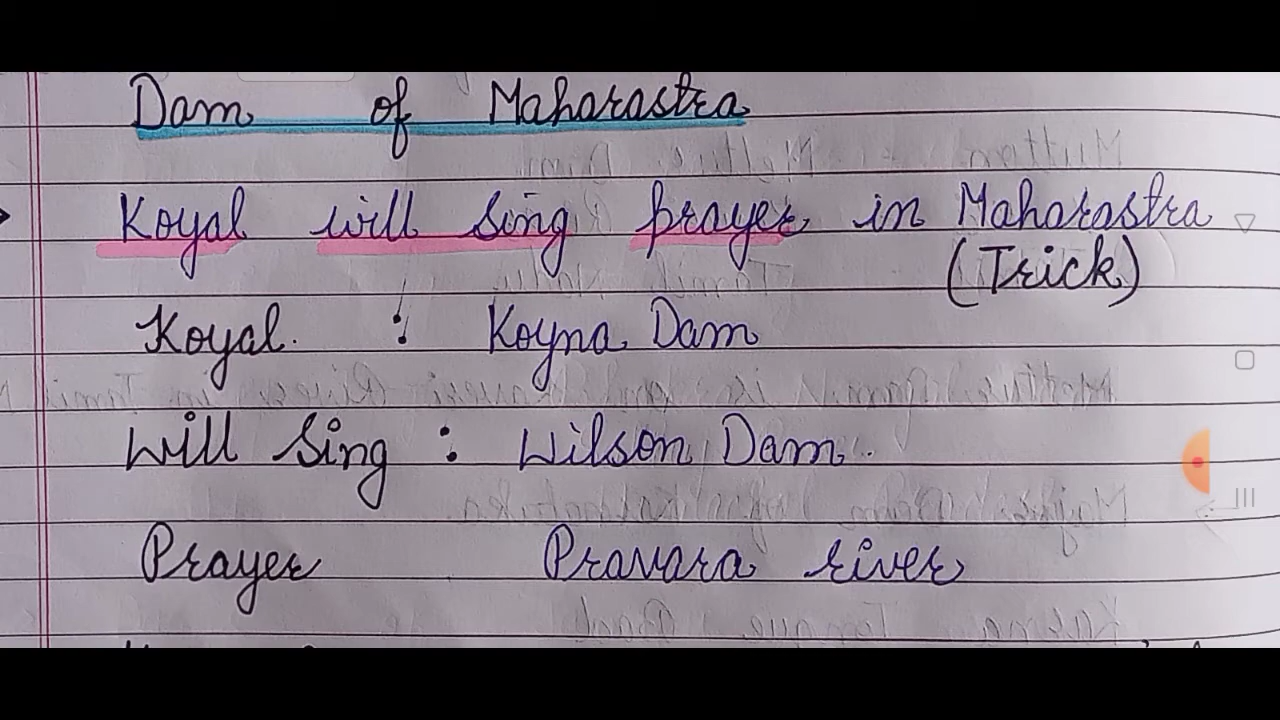 Dam of Maharastra
Koyal will sing prayer in Maharastra
(Trick)
Koyal : Koyna Dam
Will Sing : Wilson Dam
Prayer Pravara river